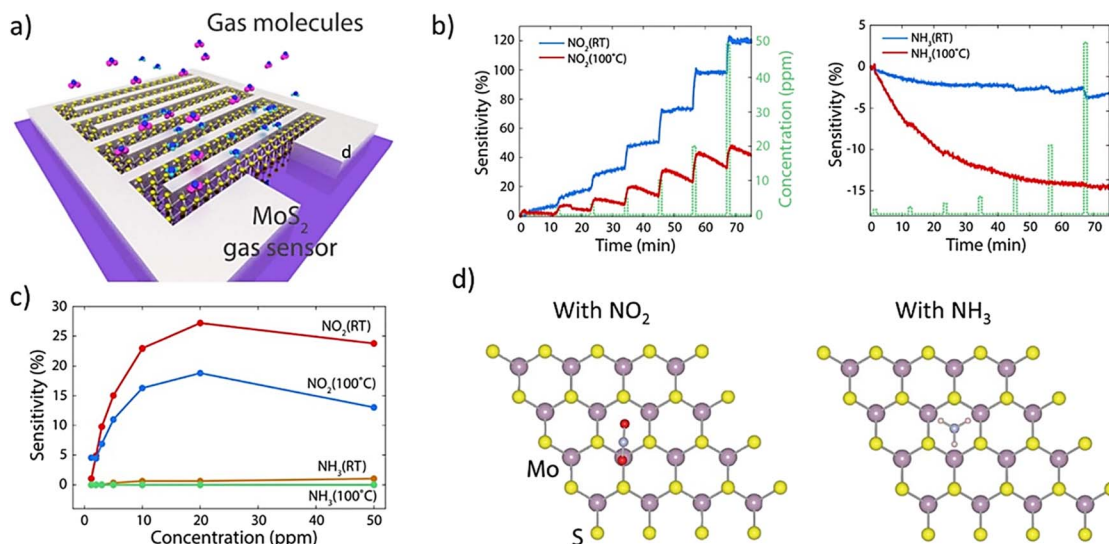 a)
Gas molecules
d
MoS2
gas sensor
b)
Sensitivity (%)
120
100
80
60
40
20
0
NO2(RT)
NO2(100°C)
50
40
30
20
10
0
Concentration (ppm)
0 10 20 30 40 50 60 70
Time (min)
Sensitivity (%)
0
-5
-10
-15
NH3(RT)
NH3(100°C)
0 10 20 30 40 50 60 70
Time (min)
c)
Sensitivity (%)
30
25
20
15
10
5
0
NO2(RT)
NO2(100°C)
NH3(RT)
NH3(100°C)
0 10 20 30 40 50
Concentration (ppm)
d)
With NO2
Mo
S
With NH3